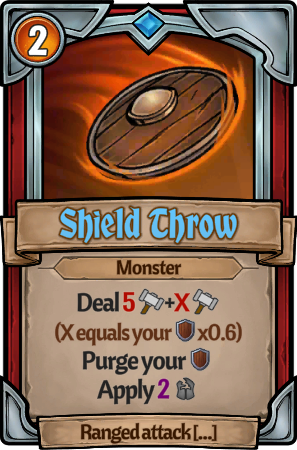 2
Shield Throw
Monster
Deal 5 +X
(X equals your x0.6)
Purge your
Apply 2
Ranged attack [...]